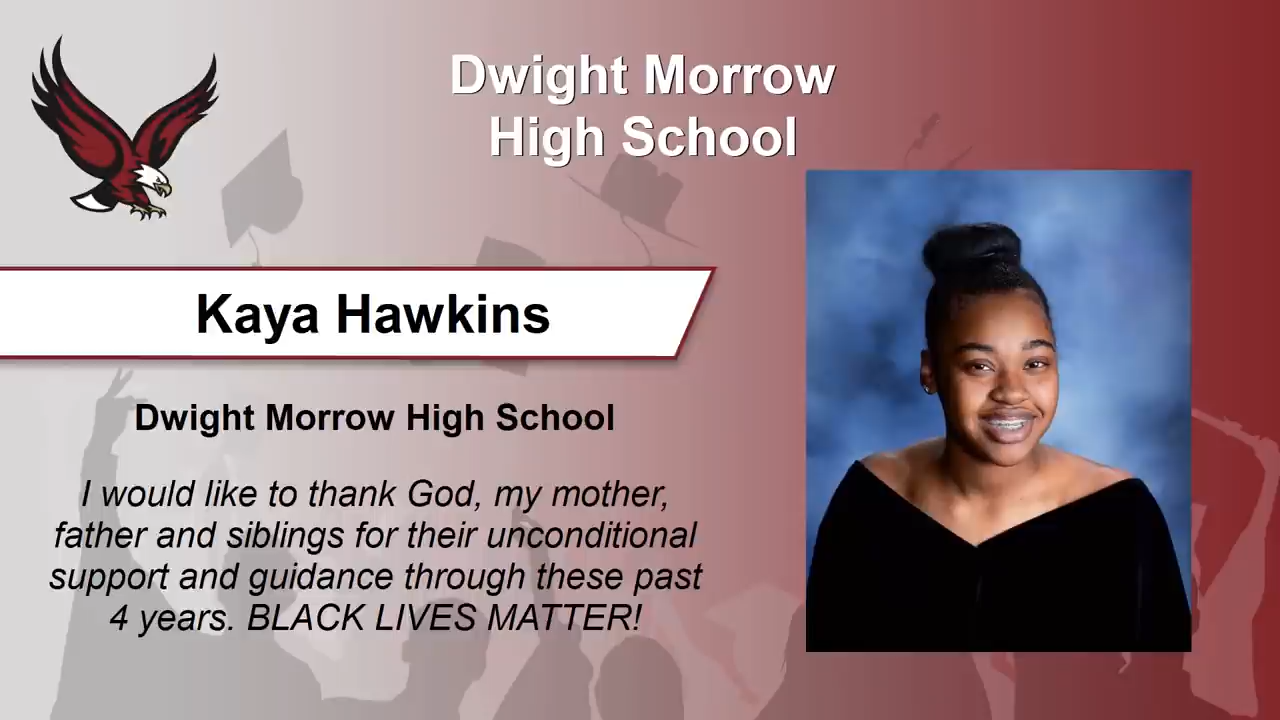 Dwight Morrow
High School
Kaya Hawkins
Dwight Morrow High School
I would like to thank God, my mother,
father and siblings for their unconditional
support and guidance through these past
4 years. BLACK LIVES MATTER!